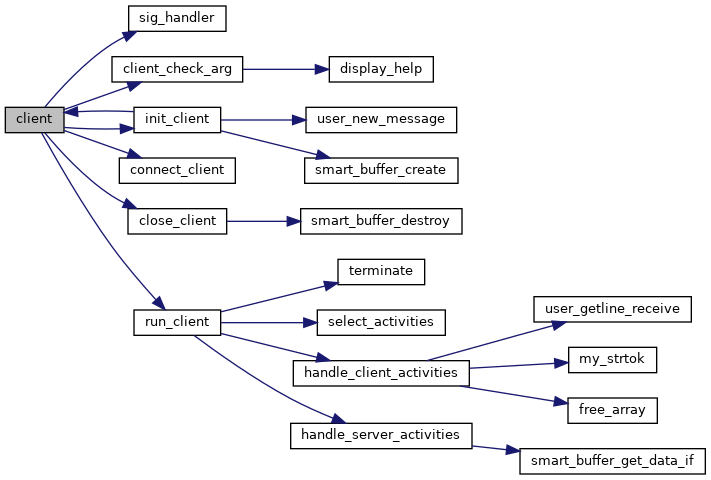 sig_handler
client_check_arg
display_help
client
init_client
user_new_message
connect_client
smart_buffer_create
close_client
smart_buffer_destroy
terminate
run_client
select_activities
user_getline_receive
handle_client_activities
my_strtok
free_array
handle_server_activities
smart_buffer_get_data_if